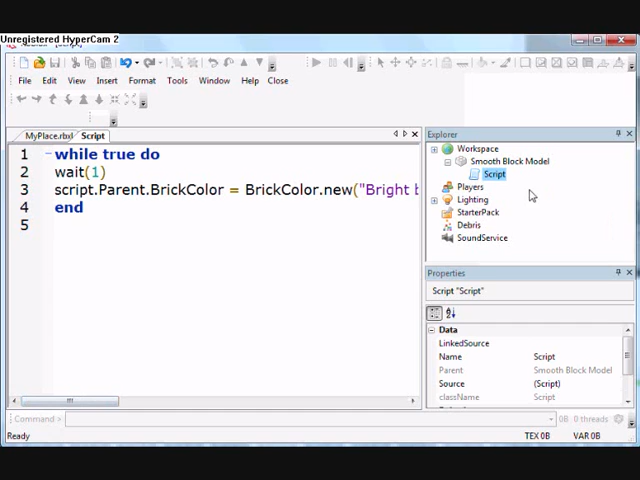 Unregistered HyperCam 2
File Edit View Insert Format Tools Window Help Close
MyPlace.rbxl Script
1 while true do
2 wait(1)
3 script.Parent.BrickColor = BrickColor.new("Bright b
4 end
5
Explorer
Workspace
Smooth Block Model
Script
Players
Lighting
StarterPack
Debris
SoundService
Properties
Script "Script"
Data
LinkedSource
Name Script
Parent Smooth Block Model
Source (Script)
className Script
Command> 0B 0 threads
Ready TEX 0B VAR 0B